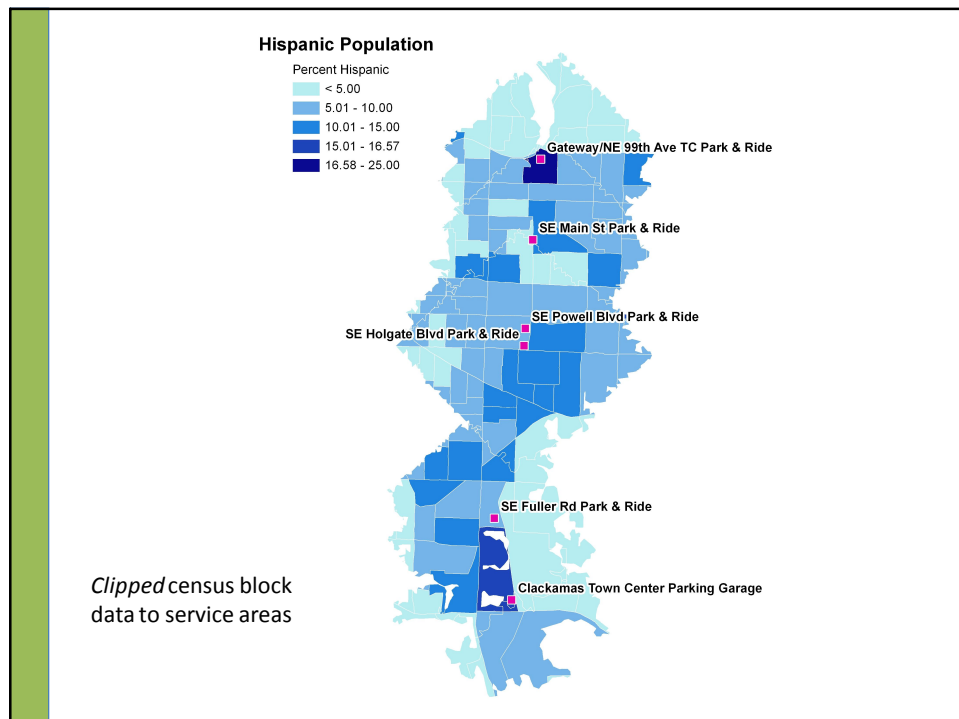 Hispanic Population
Percent Hispanic
< 5.00
5.01 - 10.00
10.01 - 15.00
15.01 - 16.57
16.58 - 25.00
Gateway/NE 99th Ave TC Park & Ride
SE Main St Park & Ride
SE Powell Blvd Park & Ride
SE Holgate Blvd Park & Ride
SE Fuller Rd Park & Ride
Clackamas Town Center Parking Garage
Clipped census block
data to service areas